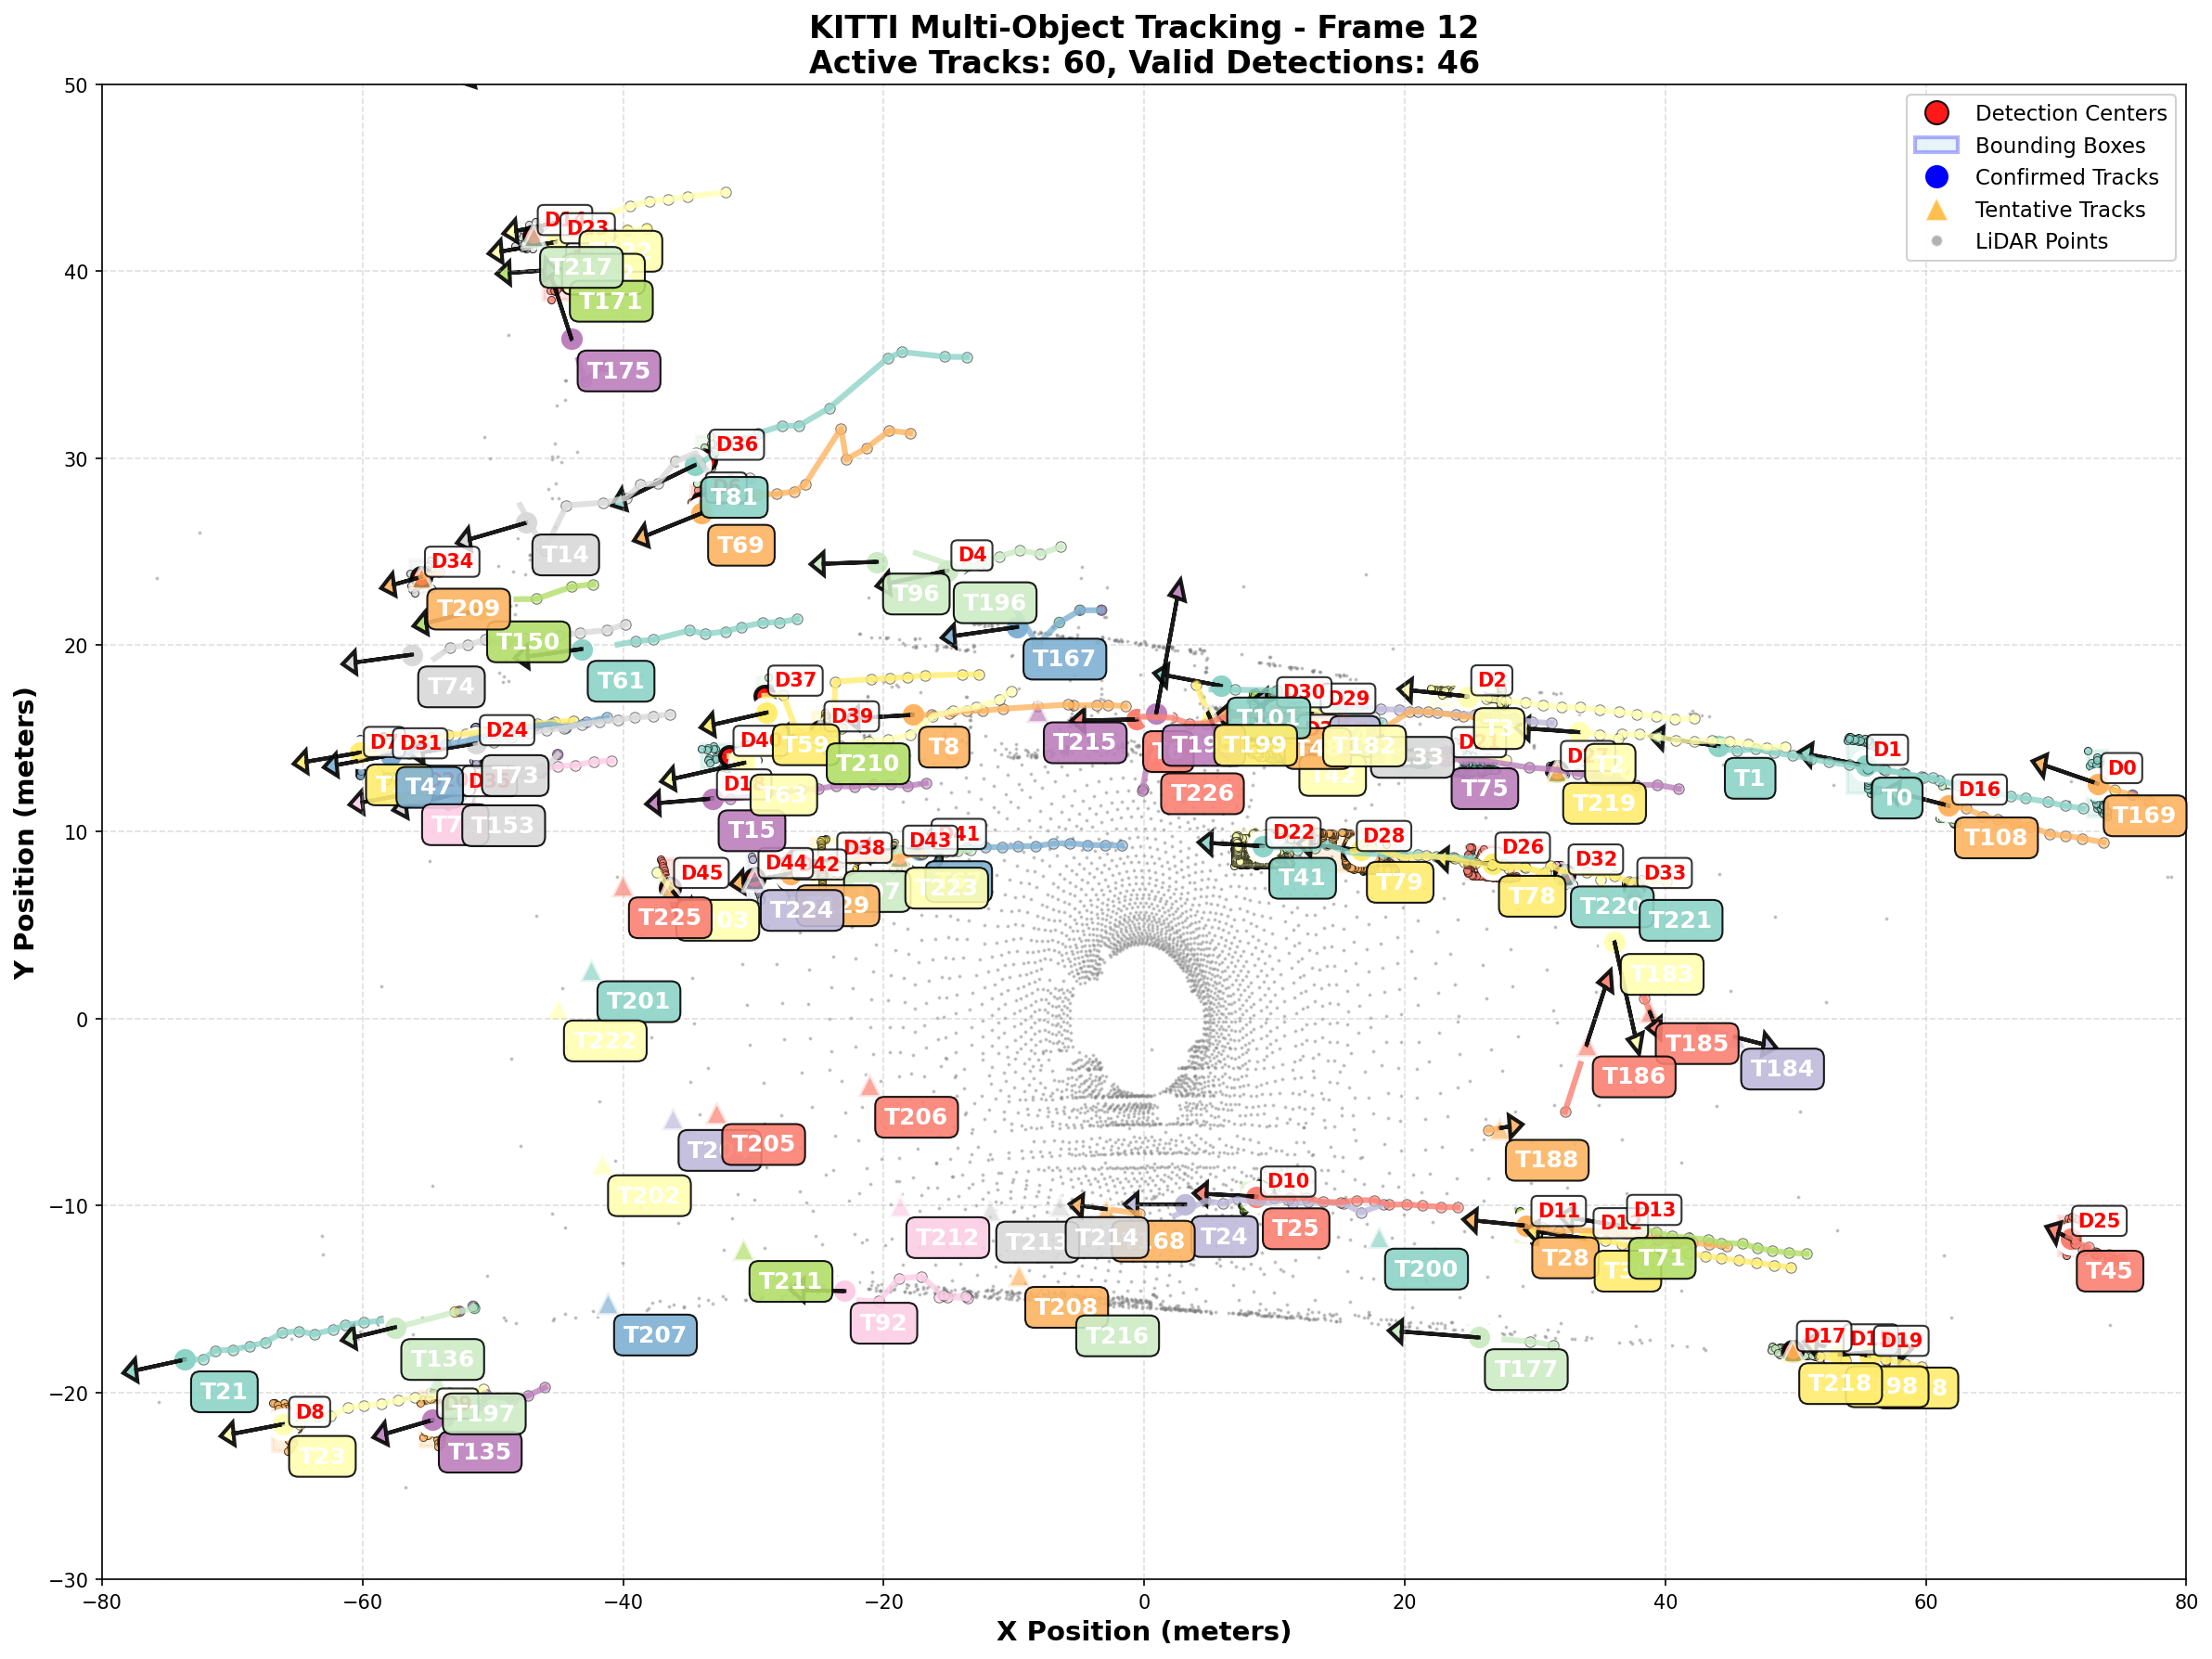 KITTI Multi-Object Tracking - Frame 12
Active Tracks: 60, Valid Detections: 46
Detection Centers
Bounding Boxes
Confirmed Tracks
Tentative Tracks
LiDAR Points
Y Position (meters)
50
40
30
20
10
0
−10
−20
−30
D23
T217
T171
T175
D36
T81
T69
T14
D34
T209
T150
T74
T61
D4
T96
T196
T167
D37
D39
T59
T210
T8
T63
T15
D24
D31
T47
T73
T153
T215
T226
D30
D29
T101
T199
T182
T75
D2
T3
T2
T219
T1
D1
T0
D16
T108
D0
T169
D45
D44
D38
D43
T225
T224
T223
D22
T41
D28
T79
D26
T78
D32
D33
T220
T221
T183
T185
T184
T186
T188
T201
T222
T206
T205
T202
T212
T213
T214
T24
D10
T25
T200
D11
D13
T28
T71
D25
T45
T211
T92
T208
T216
T207
T177
D17
D19
T218
T136
T21
D8
T23
T197
T135
−80
−60
−40
−20
0
20
40
60
80
X Position (meters)